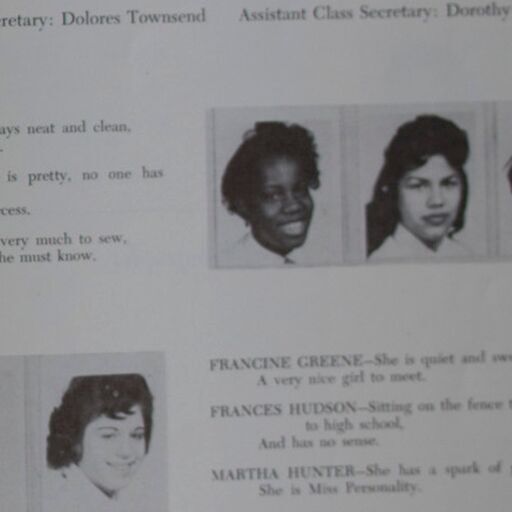 retary: Dolores Townsend Assistant Class Secretary: Dorothy
ays neat and clean,
is pretty, no one has
cess.
very much to sew,
he must know.
FRANCINE GREENE—She is quiet and swe
A very nice girl to meet.
FRANCES HUDSON—Sitting on the fence t
to high school,
And has no sense.
MARTHA HUNTER—She has a spark of
She is Miss Personality.